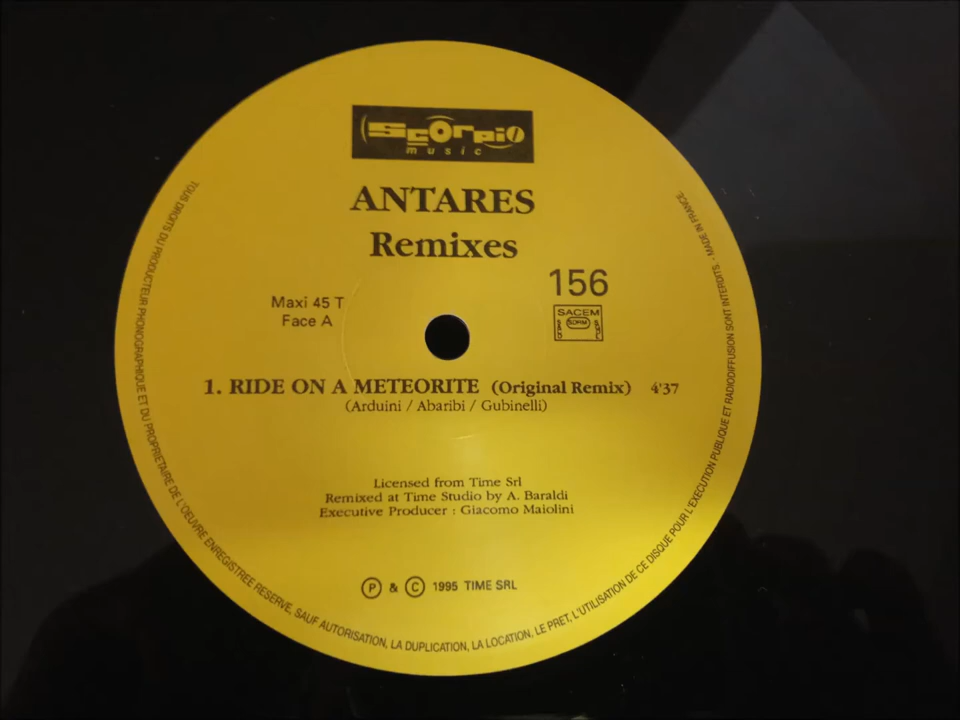 Scorpio
music
ANTARES
Remixes
156
Maxi 45 T
Face A
SACEM
SDRM
1. RIDE ON A METEORITE (Original Remix) 4'37
(Arduini / Abaribi / Gubinelli)
Licensed from Time Srl
Remixed at Time Studio by A. Baraldi
Executive Producer : Giacomo Maiolini
P & C 1995 TIME SRL
TOUS DROITS DU PRODUCTEUR PHONOGRAPHIQUE ET DU PROPRIETAIRE DE L'OEUVRE ENREGISTREE RESERVE, SAUF AUTORISATION, LA DUPLICATION, LA LOCATION, LE PRET, L'UTILISATION DE CE DISQUE POUR L'EXECUTION PUBLIQUE ET RADIODIFFUSION SONT INTERDITS. - MADE IN FRANCE.